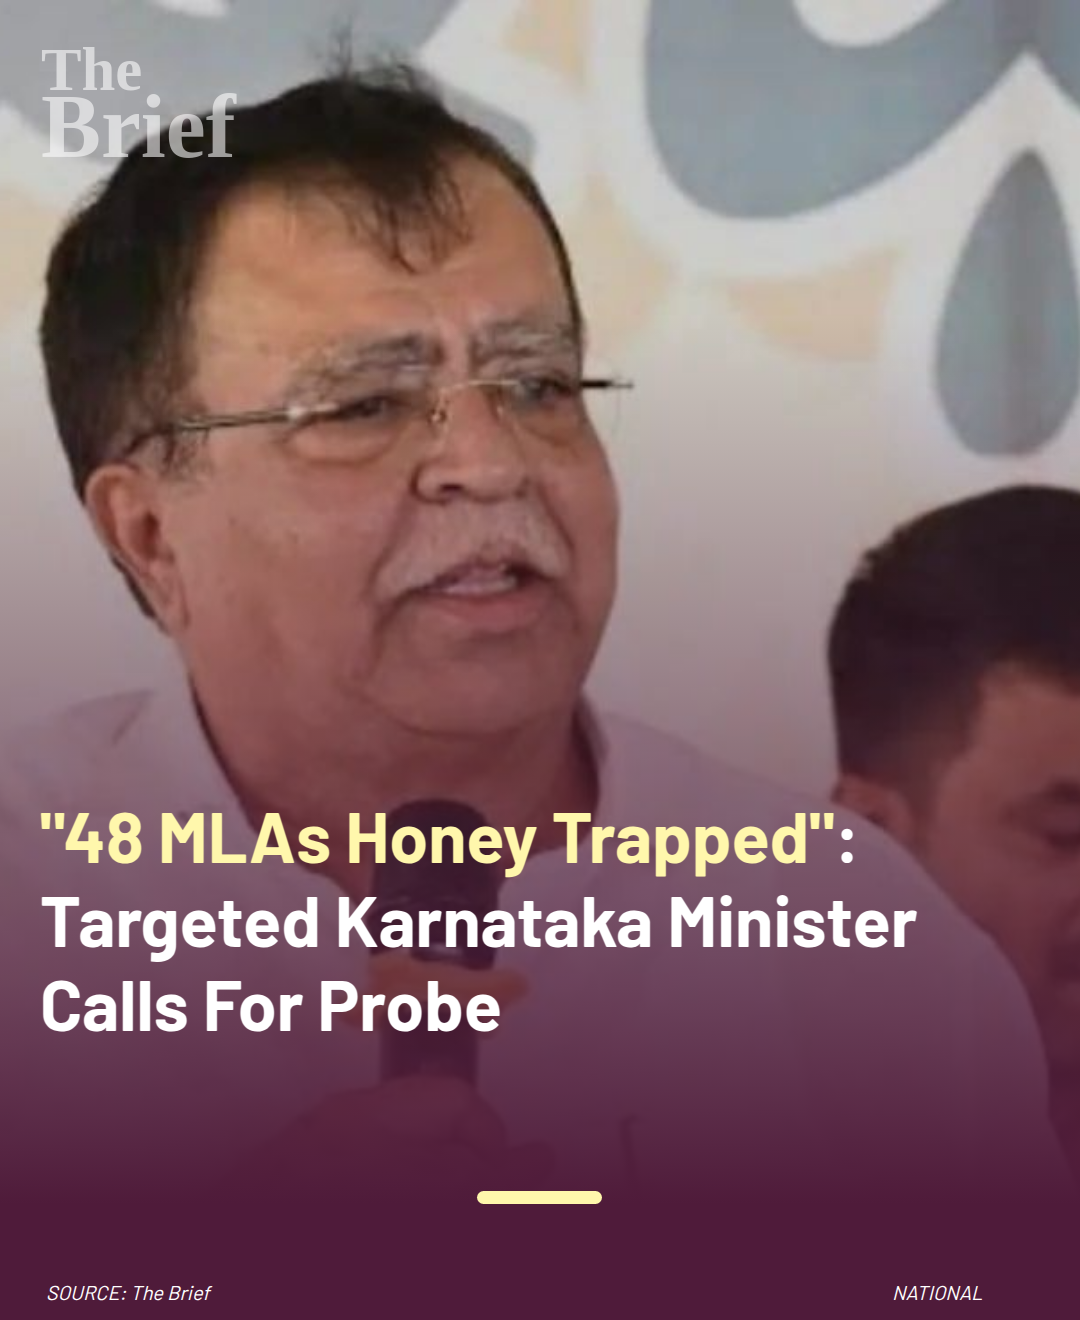 The
Brief
"48 MLAs Honey Trapped":
Targeted Karnataka Minister
Calls For Probe
SOURCE: The Brief
NATIONAL